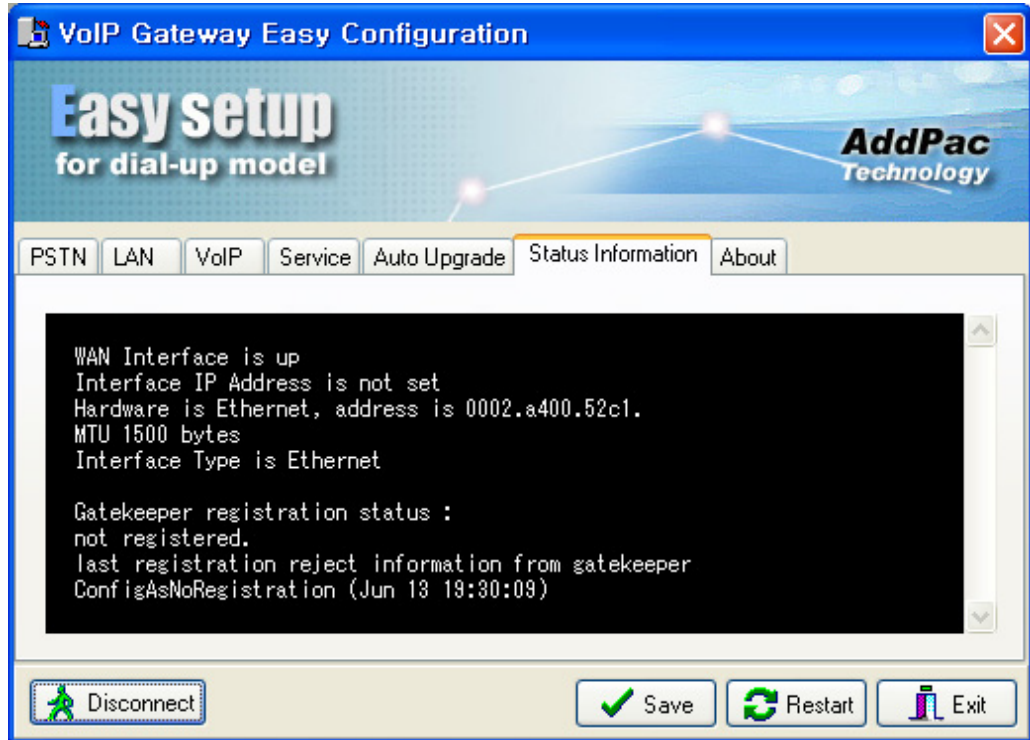 VoIP Gateway Easy Configuration
Easy setup
for dial-up model
AddPac
Technology
PSTN LAN VoIP Service Auto Upgrade Status Information About
WAN Interface is up
Interface IP Address is not set
Hardware is Ethernet, address is 0002.a400.52c1.
MTU 1500 bytes
Interface Type is Ethernet
Gatekeeper registration status :
not registered.
last registration reject information from gatekeeper
ConfigAsNoRegistration (Jun 13 19:30:09)
Disconnect Save Restart Exit